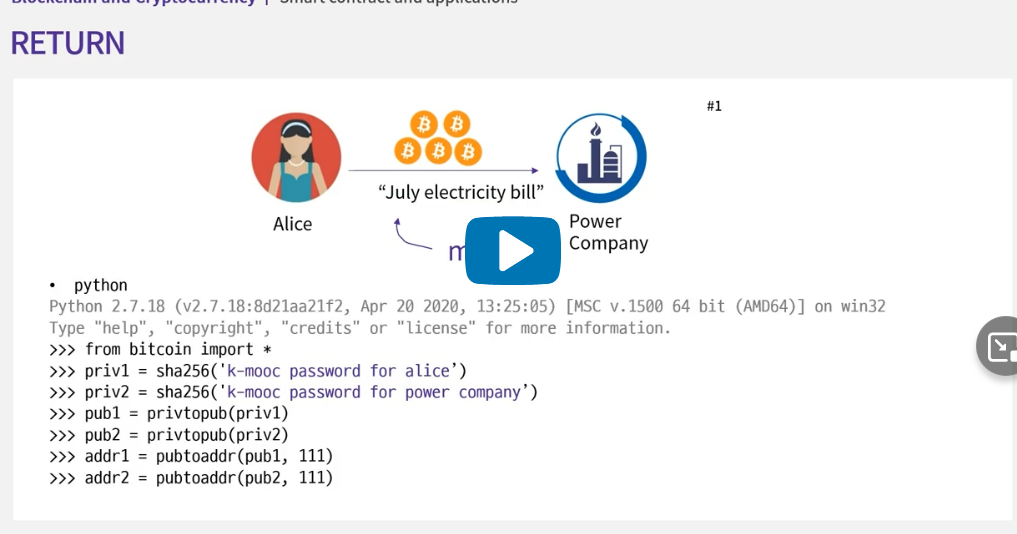 Blockchain and Cryptocurrency | Smart contract and applications
RETURN
#1
“July electricity bill”
Alice
Power
Company
• python
Python 2.7.18 (v2.7.18:8d21aa21f2, Apr 20 2020, 13:25:05) [MSC v.1500 64 bit (AMD64)] on win32
Type "help", "copyright", "credits" or "license" for more information.
>>> from bitcoin import *
>>> priv1 = sha256('k-mooc password for alice’)
>>> priv2 = sha256('k-mooc password for power company’)
>>> pub1 = privtopub(priv1)
>>> pub2 = privtopub(priv2)
>>> addr1 = pubtoaddr(pub1, 111)
>>> addr2 = pubtoaddr(pub2, 111)